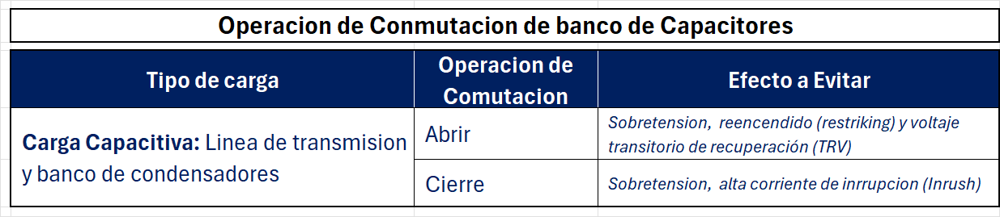 Operacion de Conmutacion de banco de Capacitores
Tipo de carga
Operacion de
Comutacion
Efecto a Evitar
Carga Capacitiva: Linea de transmision
y banco de condensadores
Abrir
Sobretension, reencendido (restriking) y voltaje
transitorio de recuperación (TRV)
Cierre
Sobretension, alta corriente de inrrupcion (Inrush)